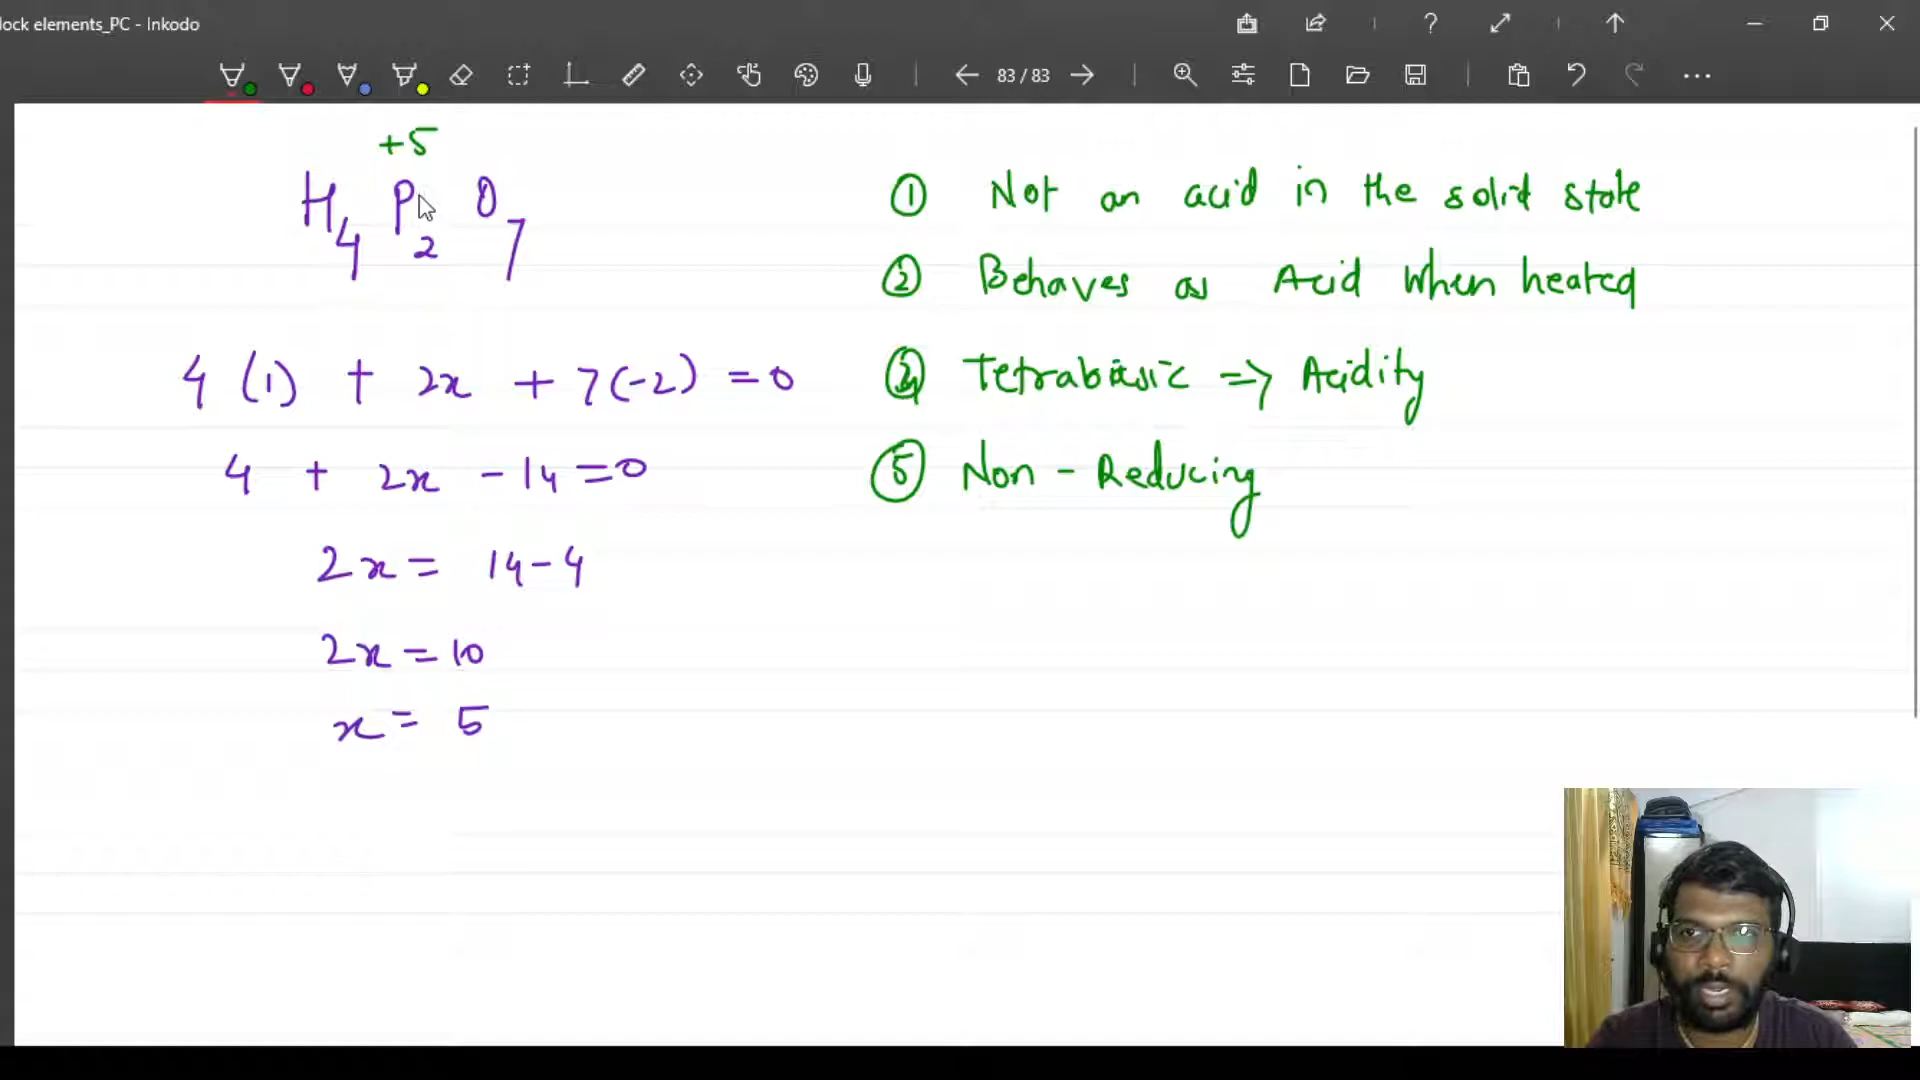 lock elements_PC - Inkodo
83 / 83
+5
H4 P2 O7
4 (1) + 2x + 7(-2) = 0
4 + 2x - 14 = 0
2x = 14 - 4
2x = 10
x = 5
① Not an acid in the solid state
② Behaves as Acid When heated
Tetrabasic => Acidity
⑤ Non - Reducing